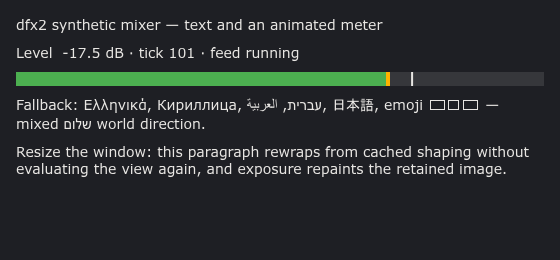 dfx2 synthetic mixer — text and an animated meter
Level  -17.5 dB · tick 101 · feed running
Fallback: Ελληνικά, Кириллица, עברית, العربية, 日本語, emoji □□□ —
mixed שלום world direction.
Resize the window: this paragraph rewraps from cached shaping without
evaluating the view again, and exposure repaints the retained image.